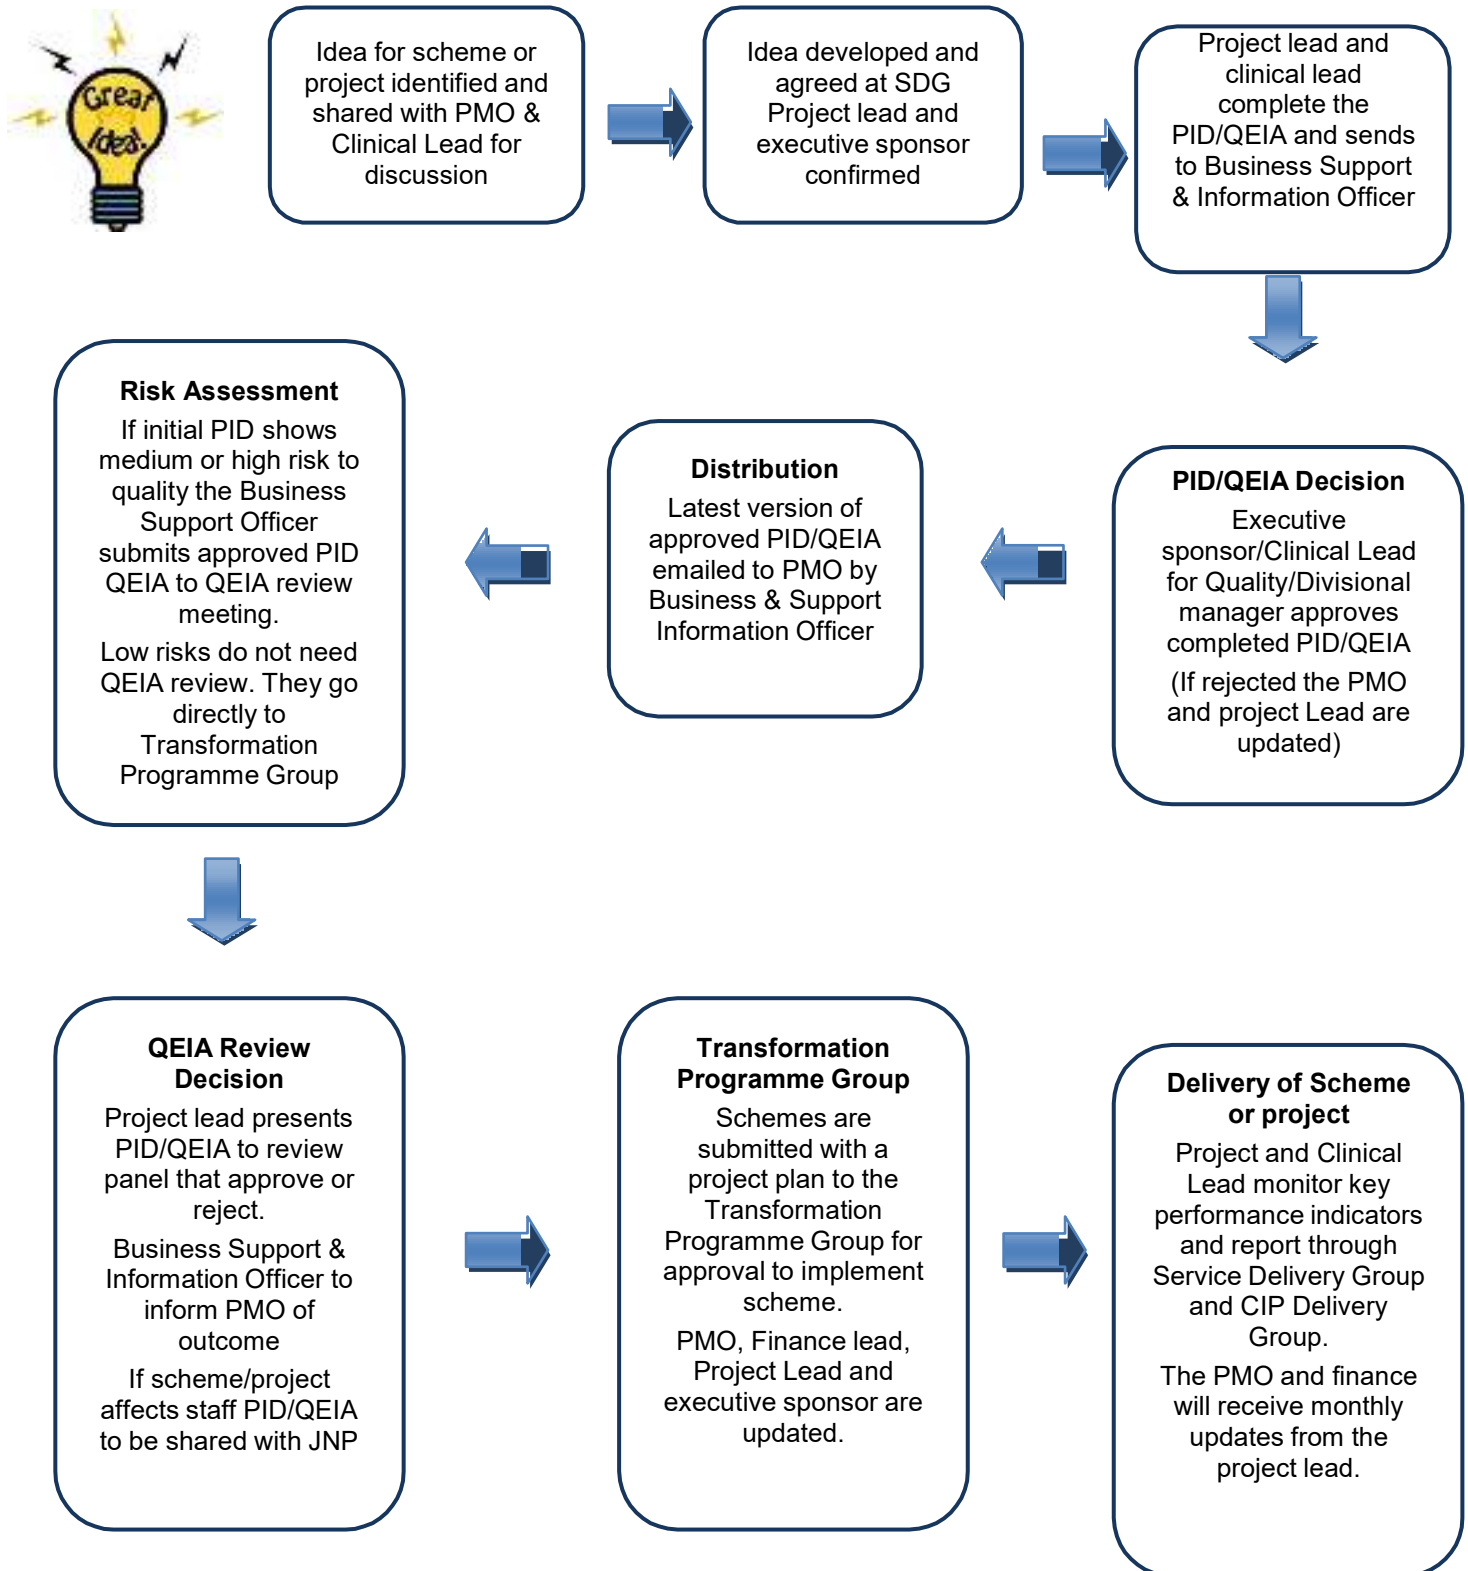 Great
Idea.
Idea for scheme or
project identified and
shared with PMO &
Clinical Lead for
discussion
Idea developed and
agreed at SDG
Project lead and
executive sponsor
confirmed
Project lead and
clinical lead
complete the
PID/QEIA and sends
to Business Support
& Information Officer
PID/QEIA Decision
Executive
sponsor/Clinical Lead
for Quality/Divisional
manager approves
completed PID/QEIA
(If rejected the PMO
and project Lead are
updated)
Distribution
Latest version of
approved PID/QEIA
emailed to PMO by
Business & Support
Information Officer
Risk Assessment
If initial PID shows
medium or high risk to
quality the Business
Support Officer
submits approved PID
QEIA to QEIA review
meeting.
Low risks do not need
QEIA review. They go
directly to
Transformation
Programme Group
QEIA Review
Decision
Project lead presents
PID/QEIA to review
panel that approve or
reject.
Business Support &
Information Officer to
inform PMO of
outcome
If scheme/project
affects staff PID/QEIA
to be shared with JNP
Transformation
Programme Group
Schemes are
submitted with a
project plan to the
Transformation
Programme Group for
approval to implement
scheme.
PMO, Finance lead,
Project Lead and
executive sponsor are
updated.
Delivery of Scheme
or project
Project and Clinical
Lead monitor key
performance indicators
and report through
Service Delivery Group
and CIP Delivery
Group.
The PMO and finance
will receive monthly
updates from the
project lead.